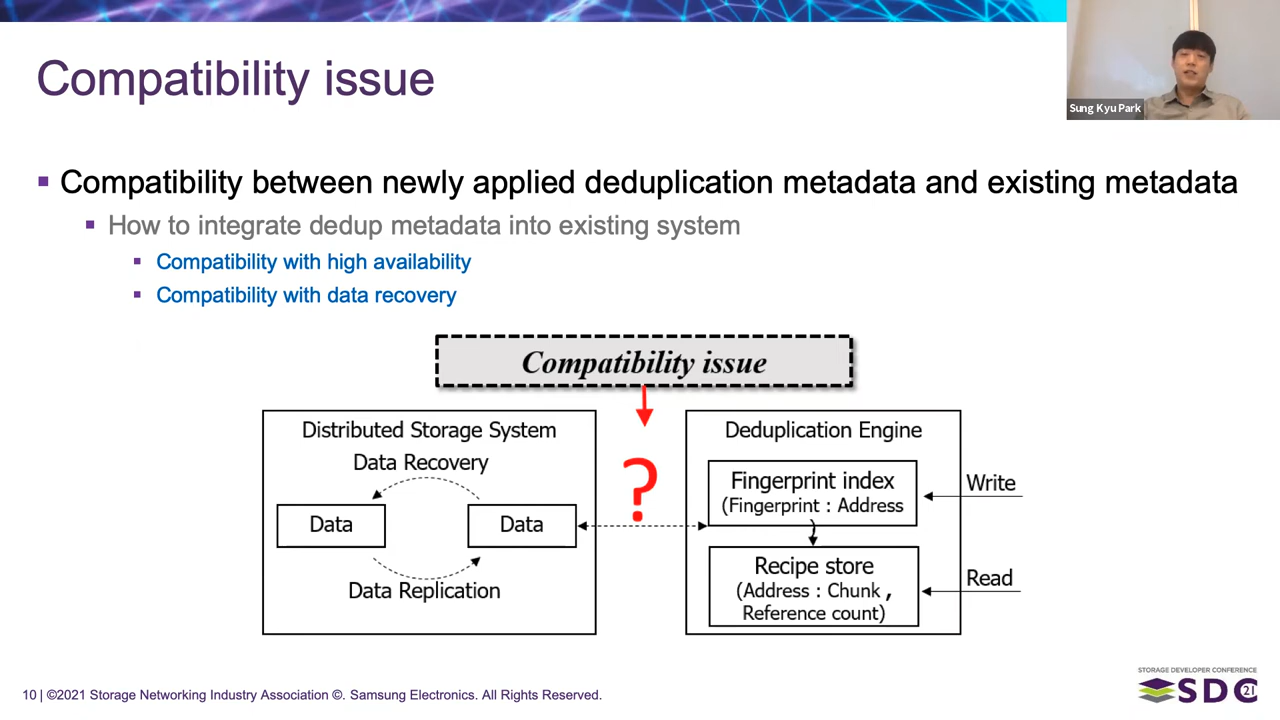 Compatibility issue
Sung Kyu Park
Compatibility between newly applied deduplication metadata and existing metadata
How to integrate dedup metadata into existing system
Compatibility with high availability
Compatibility with data recovery
Compatibility issue
?
Distributed Storage System
Data Recovery
Data
Data
Data Replication
Deduplication Engine
Fingerprint index
(Fingerprint : Address
Write
Recipe store
(Address : Chunk ,
Reference count)
Read
10 | ©2021 Storage Networking Industry Association ©. Samsung Electronics. All Rights Reserved.
STORAGE DEVELOPER CONFERENCE
SDC 21